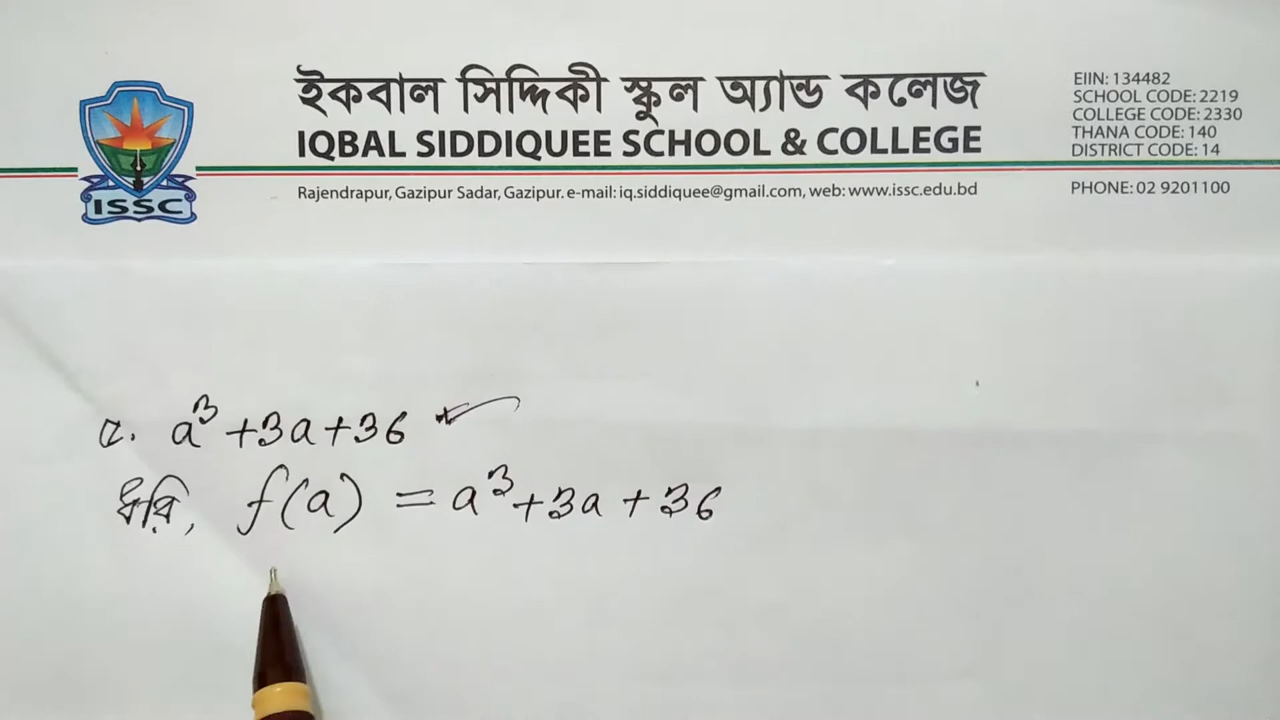 ইকবাল সিদ্দিকী স্কুল অ্যান্ড কলেজ
IQBAL SIDDIQUEE SCHOOL & COLLEGE
Rajendrapur, Gazipur Sadar, Gazipur. e-mail: iq.siddiquee@gmail.com, web: www.issc.edu.bd
ISSC
EIIN: 134482
SCHOOL CODE: 2219
COLLEGE CODE: 2330
THANA CODE: 140
DISTRICT CODE: 14
PHONE: 02 9201100
a³ + 3a + 36
ধরি, f(a) = a³ + 3a + 36